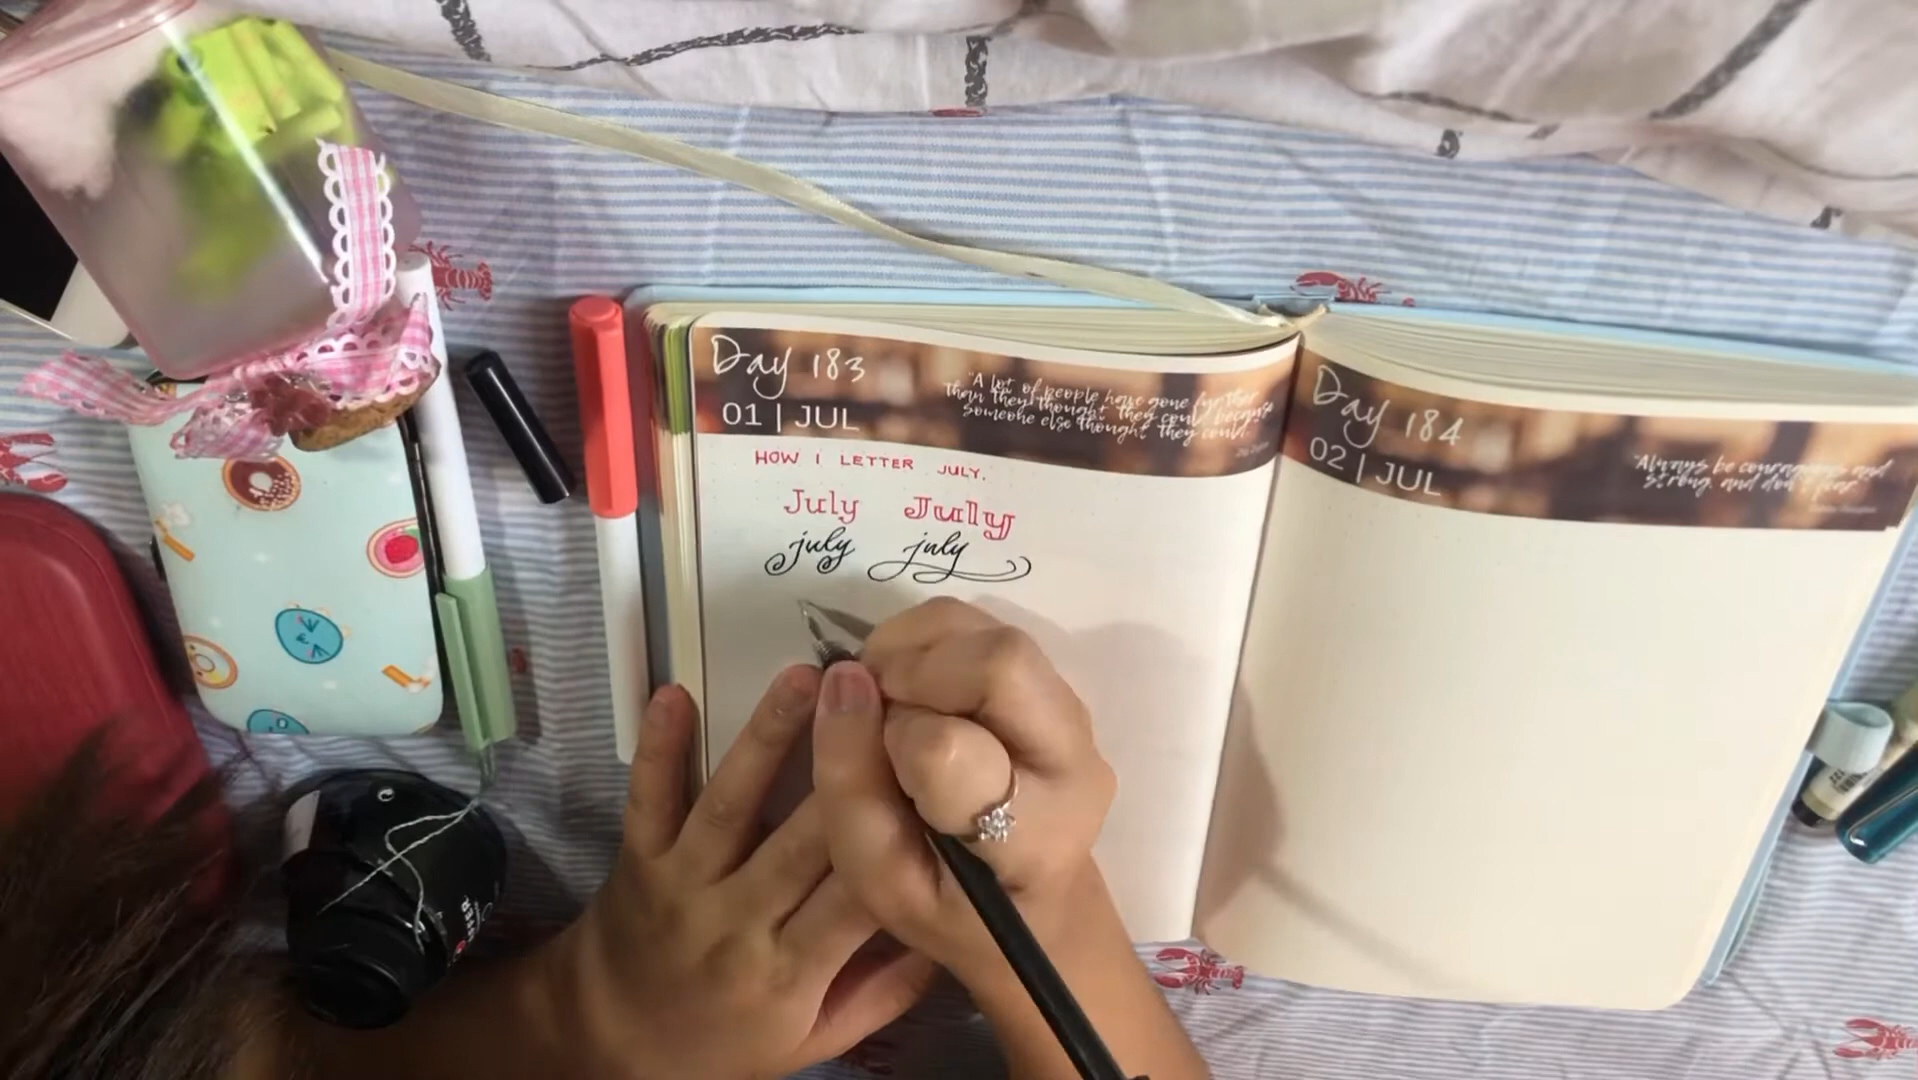 Day 183
01 | JUL
"A lot of people have gone further
than they thought they could because
someone else thought they could."
HOW I LETTER JULY.
July July
july july
Day 184
02 | JUL
"Always be courageous and
strong, and don't fear"